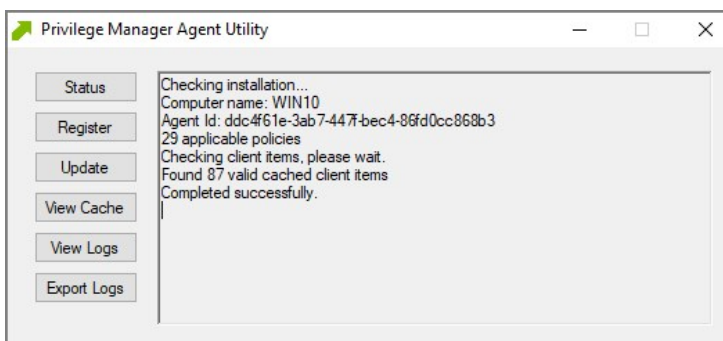 Privilege Manager Agent Utility
Status
Register
Update
View Cache
View Logs
Export Logs
Checking installation...
Computer name: WIN10
Agent Id: ddc4f61e-3ab7-447f-bec4-86fd0cc868b3
29 applicable policies
Checking client items, please wait.
Found 87 valid cached client items
Completed successfully.